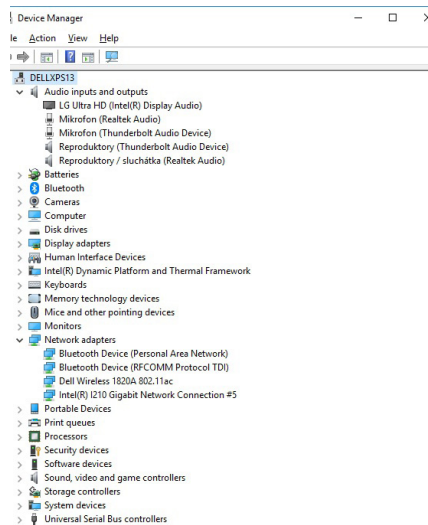 Device Manager
le Action View Help
DELLXPS13
Audio inputs and outputs
LG Ultra HD (Intel(R) Display Audio)
Mikrofon (Realtek Audio)
Mikrofon (Thunderbolt Audio Device)
Reproduktory (Thunderbolt Audio Device)
Reproduktory / sluchátka (Realtek Audio)
Batteries
Bluetooth
Cameras
Computer
Disk drives
Display adapters
Human Interface Devices
Intel(R) Dynamic Platform and Thermal Framework
Keyboards
Memory technology devices
Mice and other pointing devices
Monitors
Network adapters
Bluetooth Device (Personal Area Network)
Bluetooth Device (RFCOMM Protocol TDI)
Dell Wireless 1820A 802.11ac
Intel(R) I210 Gigabit Network Connection #5
Portable Devices
Print queues
Processors
Security devices
Software devices
Sound, video and game controllers
Storage controllers
System devices
Universal Serial Bus controllers